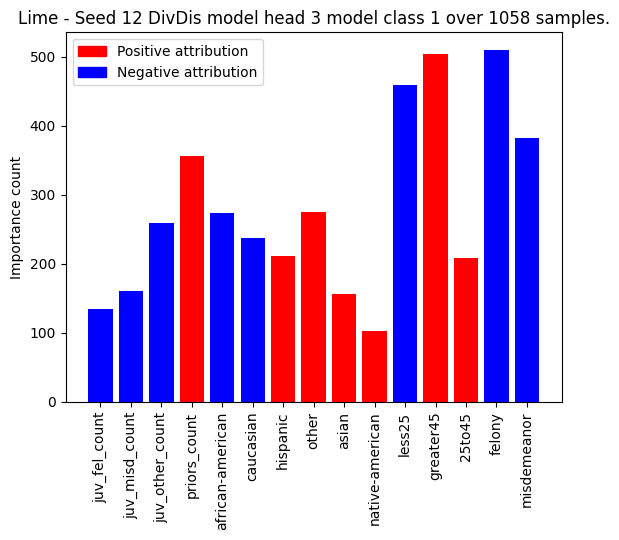 Lime - Seed 12 DivDis model head 3 model class 1 over 1058 samples.
Positive attribution
Negative attribution
Importance count
500
400
300
200
100
0
juv_fel_count
juv_misd_count
juv_other_count
priors_count
african-american
caucasian
hispanic
other
asian
native-american
less25
greater45
25to45
felony
misdemeanor